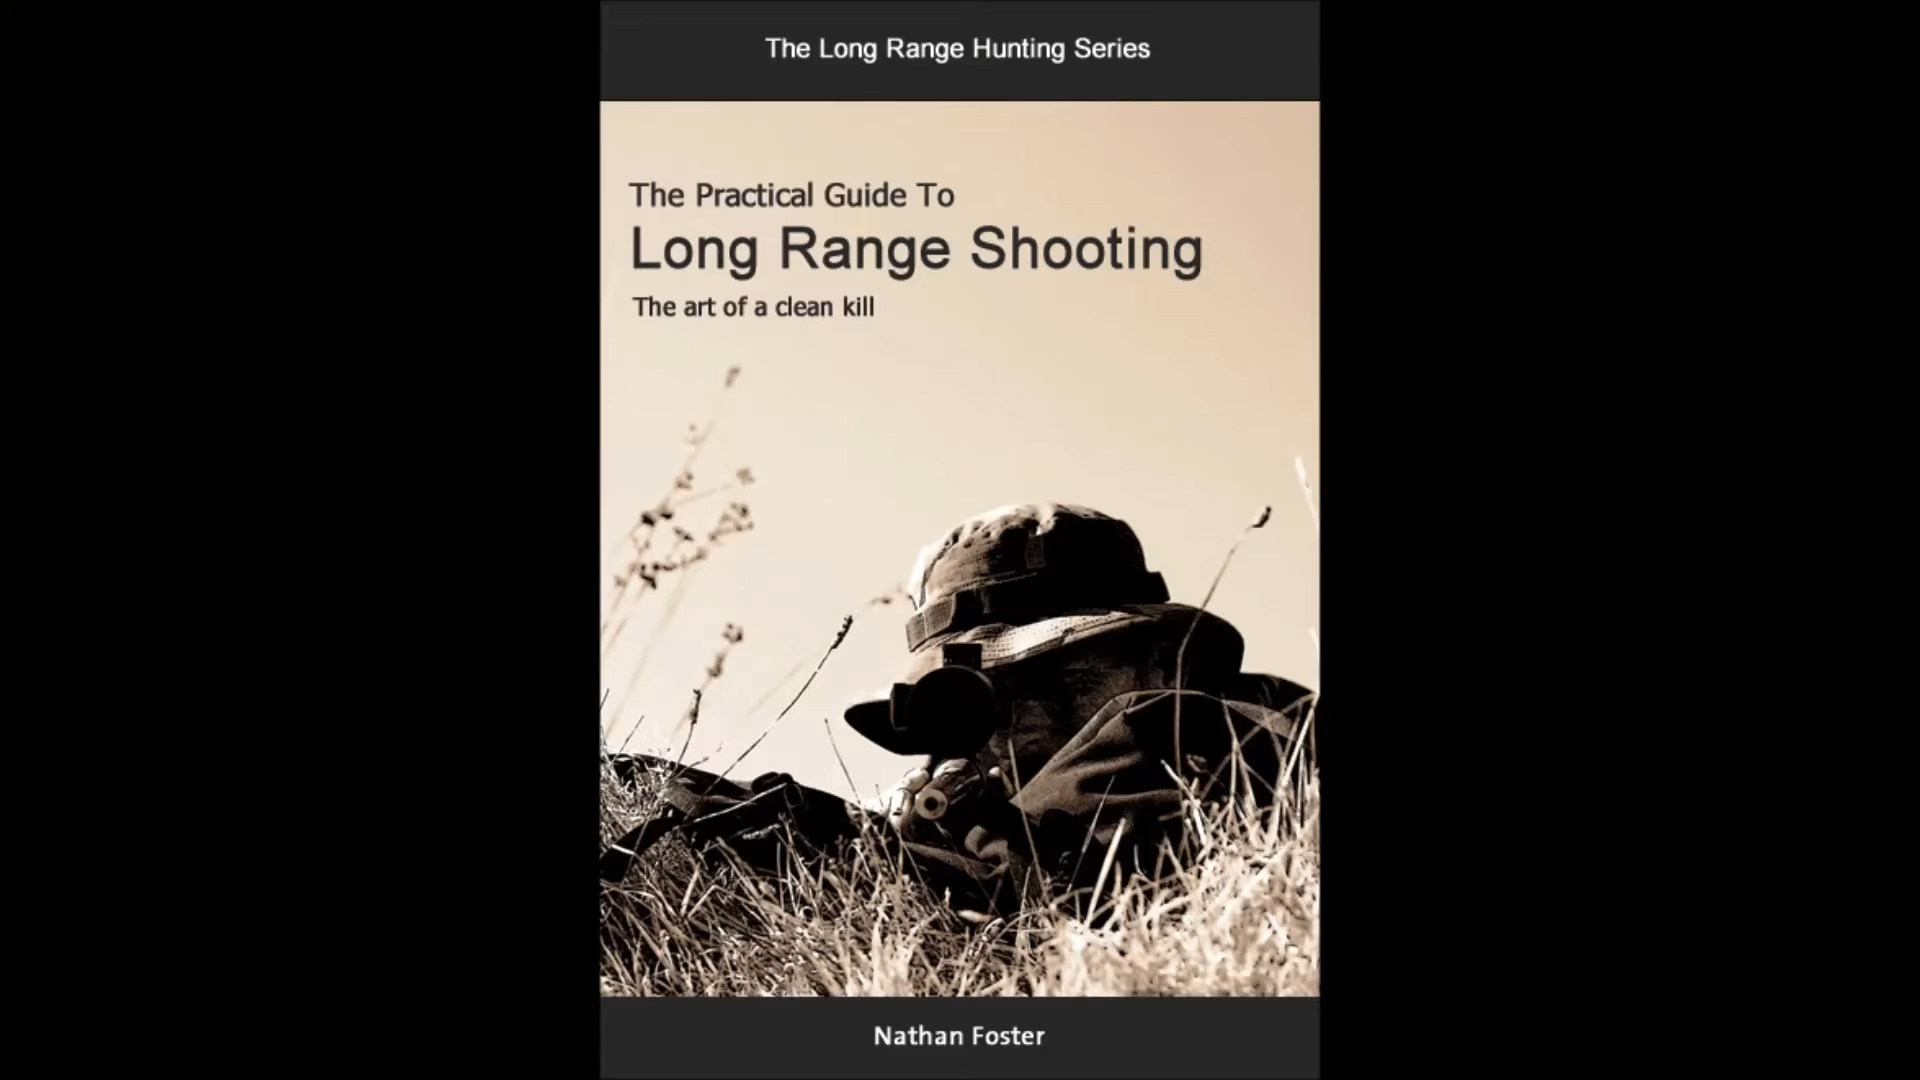 The Long Range Hunting Series
The Practical Guide To
Long Range Shooting
The art of a clean kill
Nathan Foster